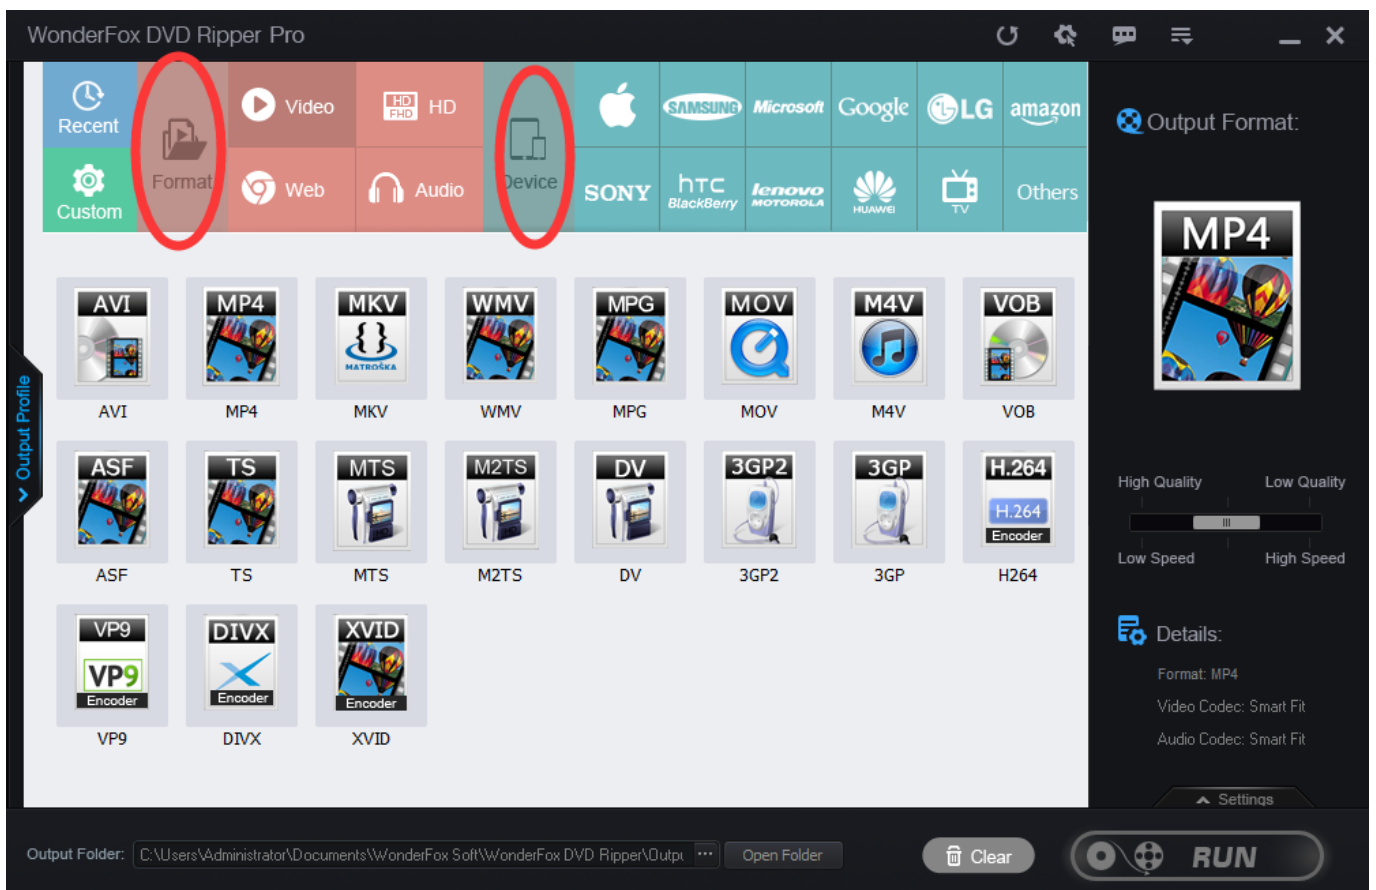 WonderFox DVD Ripper Pro
Recent
Format
Video
HD
FHD
HD
Device
SAMSUNG
Microsoft
Google
LG
amazon
Custom
Web
Audio
SONY
hTC
BlackBerry
lenovo
MOTOROLA
HUAWEI
TV
Others
Output Format:
MP4
Output Profile
AVI
MP4
MKV
MATROŠKA
WMV
MPG
MOV
M4V
VOB
AVI
MP4
MKV
WMV
MPG
MOV
M4V
VOB
ASF
TS
MTS
M2TS
DV
3GP2
3GP
H.264
H.264
Encoder
ASF
TS
MTS
M2TS
DV
3GP2
3GP
H264
VP9
VP9
Encoder
DIVX
Encoder
XVID
Encoder
VP9
DIVX
XVID
High Quality
Low Quality
Low Speed
High Speed
Details:
Format: MP4
Video Codec: Smart Fit
Audio Codec: Smart Fit
Settings
Output Folder:
C:\Users\Administrator\Documents\WonderFox Soft\WonderFox DVD Ripper\Outpu
...
Open Folder
Clear
RUN